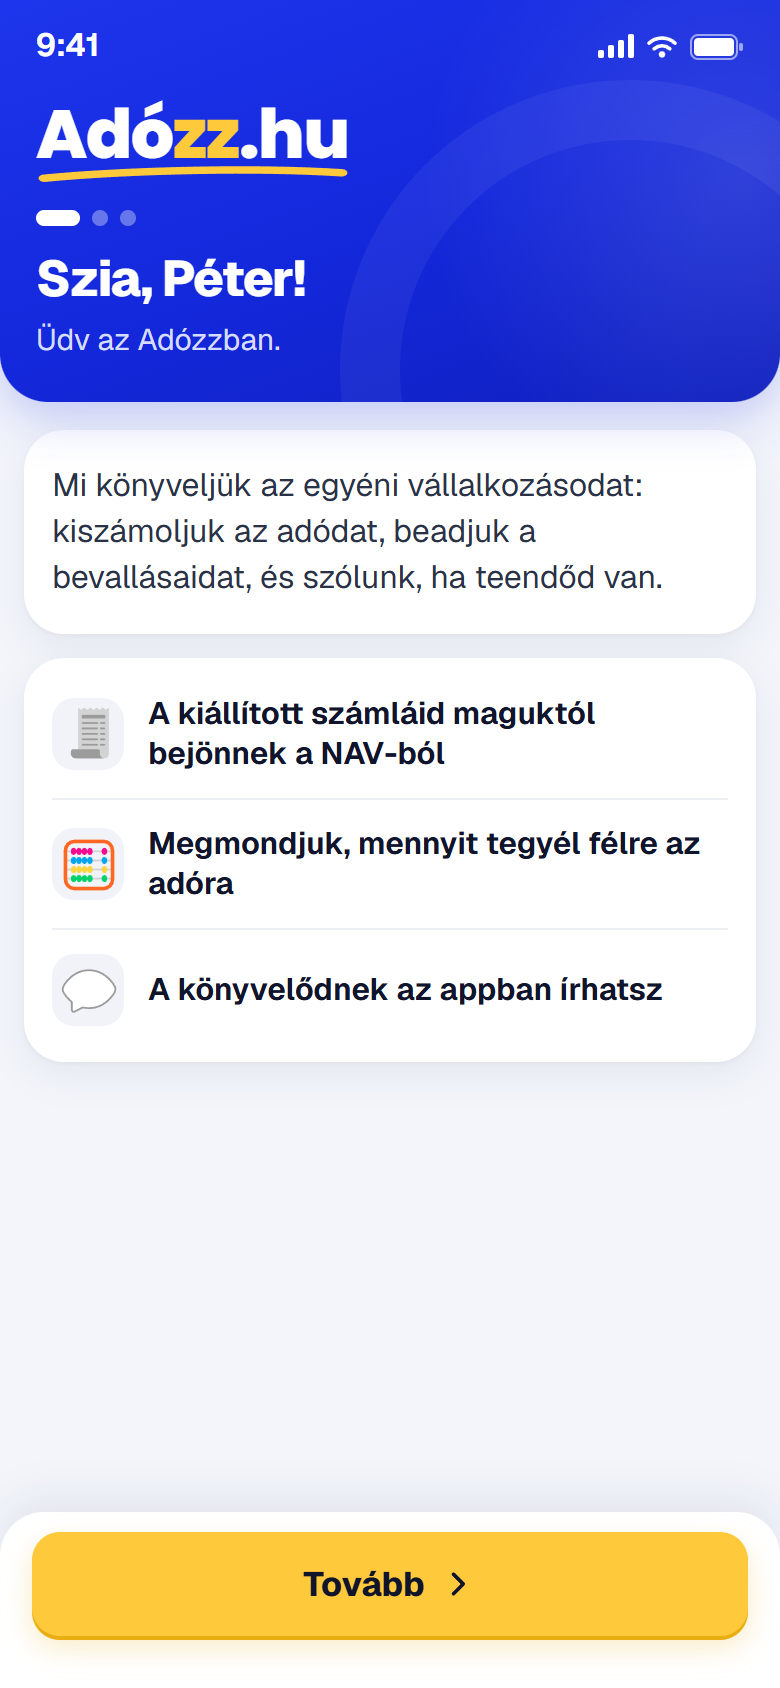 9:41
Adózz.hu
Szia, Péter!
Üdv az Adózzban.
Mi könyveljük az egyéni vállalkozásodat:
kiszámoljuk az adódat, beadjuk a
bevallásaidat, és szólunk, ha teendőd van.
A kiállított számláid maguktól
bejönnek a NAV-ból
Megmondjuk, mennyit tegyél félre az
adóra
A könyvelődnek az appban írhatsz
Tovább